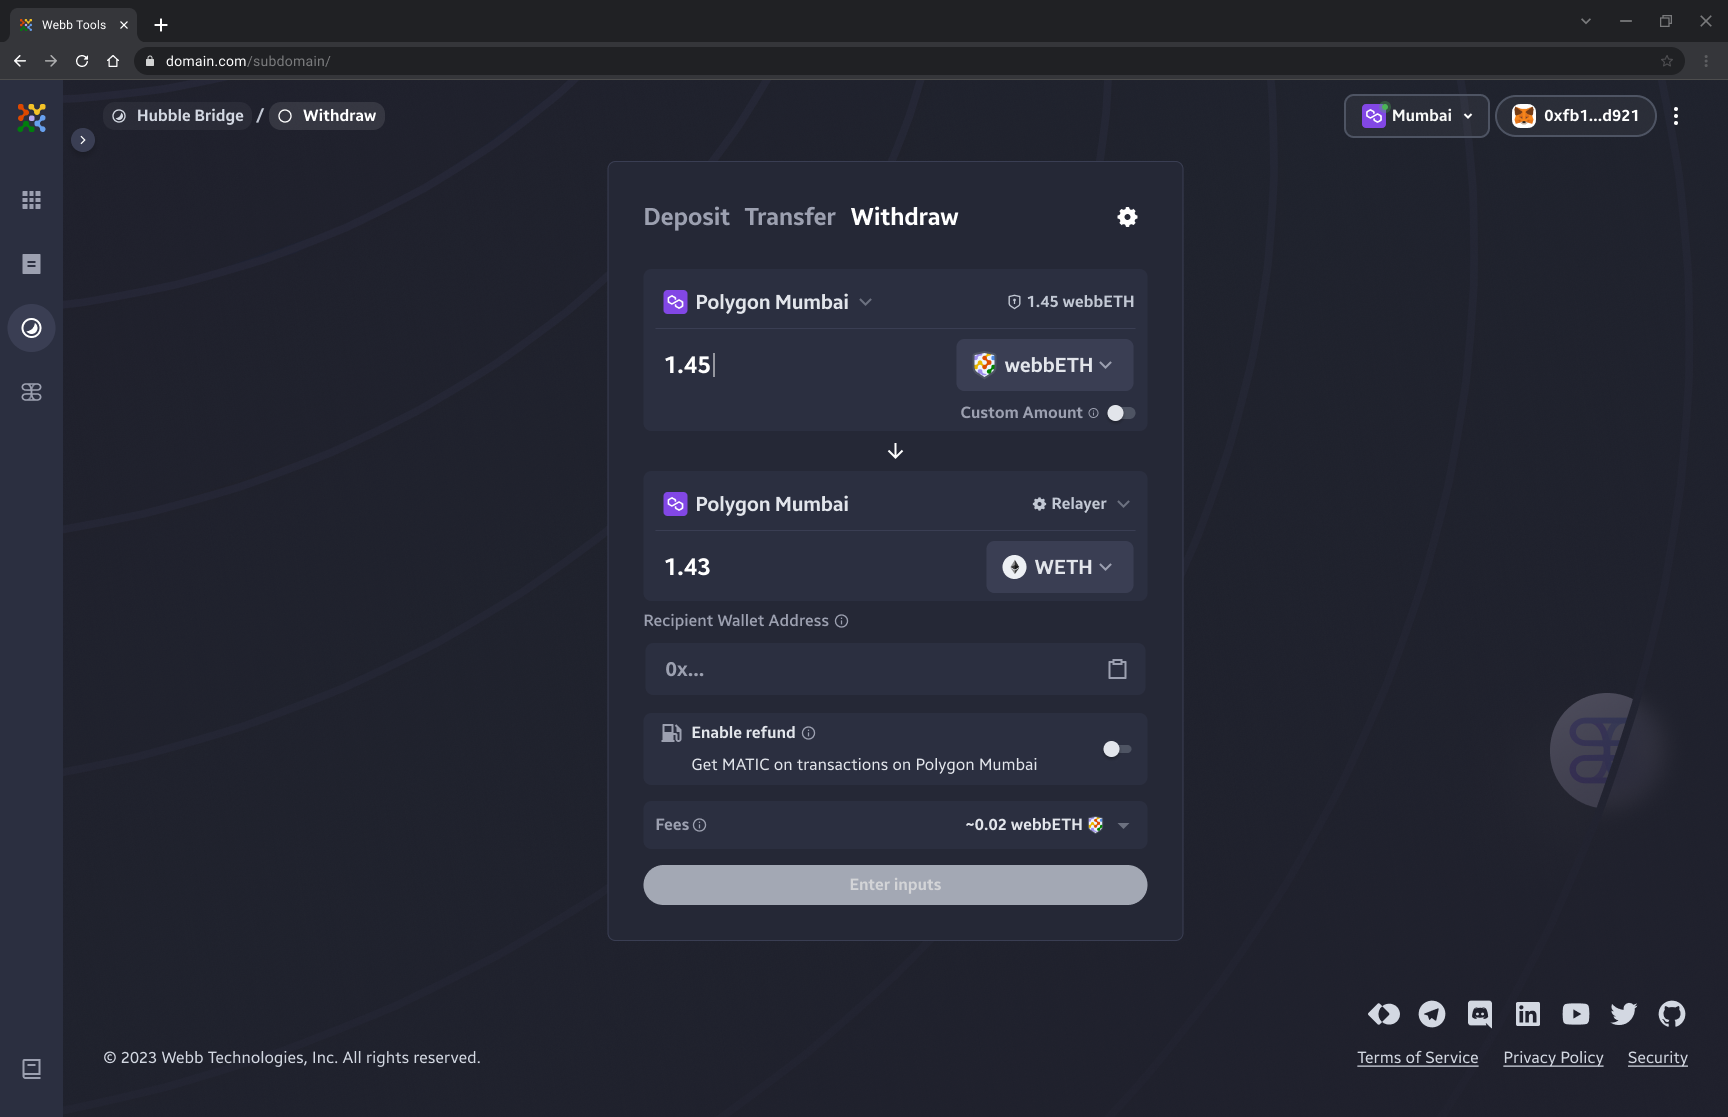 Webb Tools
domain.com/subdomain/
Hubble Bridge / Withdraw
Mumbai
0xfb1...d921
Deposit Transfer Withdraw
Polygon Mumbai
1.45 webbETH
1.45
webbETH
Custom Amount
Polygon Mumbai
Relayer
1.43
WETH
Recipient Wallet Address
0x...
Enable refund
Get MATIC on transactions on Polygon Mumbai
Fees
~0.02 webbETH
Enter inputs
© 2023 Webb Technologies, Inc. All rights reserved.
Terms of Service Privacy Policy Security